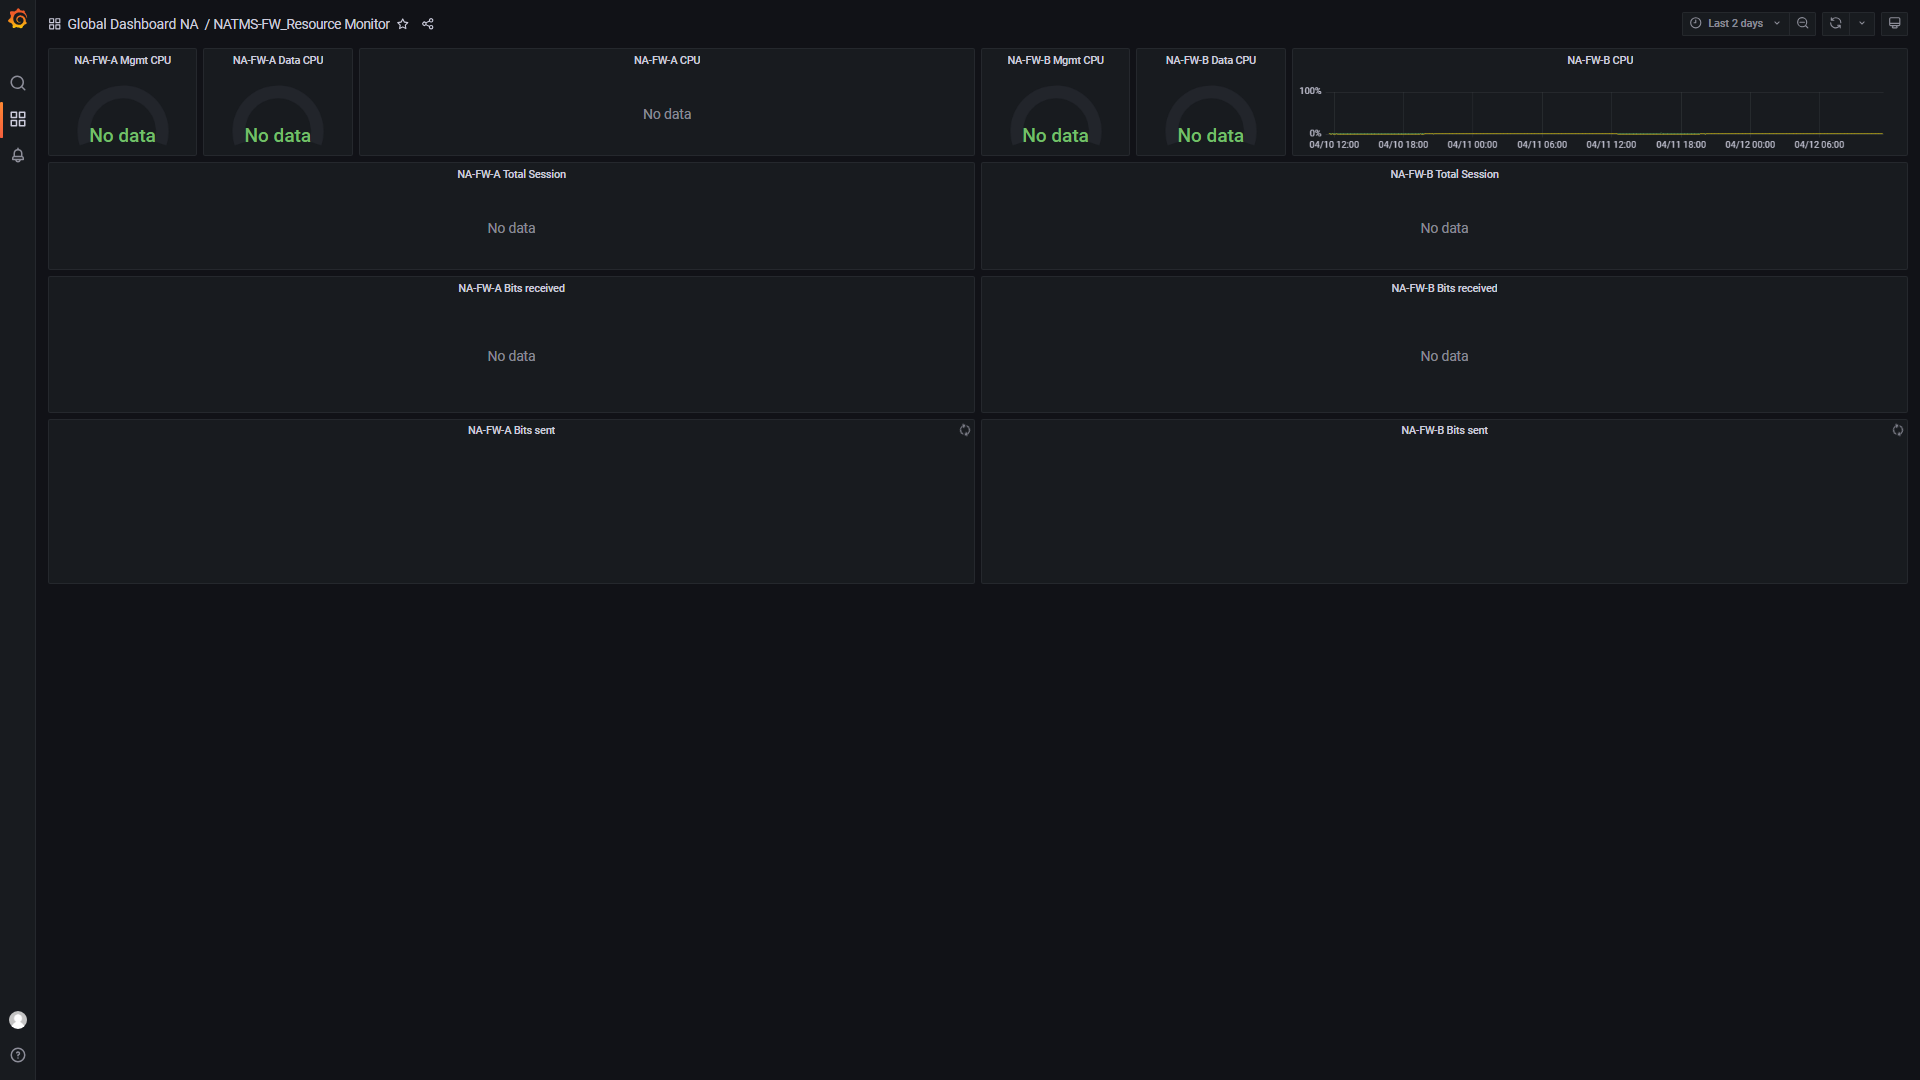 Global Dashboard NA / NATMS-FW_Resource Monitor
Last 2 days
NA-FW-A Mgmt CPU
No data
NA-FW-A Data CPU
No data
NA-FW-A CPU
No data
NA-FW-B Mgmt CPU
No data
NA-FW-B Data CPU
No data
NA-FW-B CPU
100%
0%
04/10 12:00 04/10 18:00 04/11 00:00 04/11 06:00 04/11 12:00 04/11 18:00 04/12 00:00 04/12 06:00
NA-FW-A Total Session
No data
NA-FW-B Total Session
No data
NA-FW-A Bits received
No data
NA-FW-B Bits received
No data
NA-FW-A Bits sent
NA-FW-B Bits sent